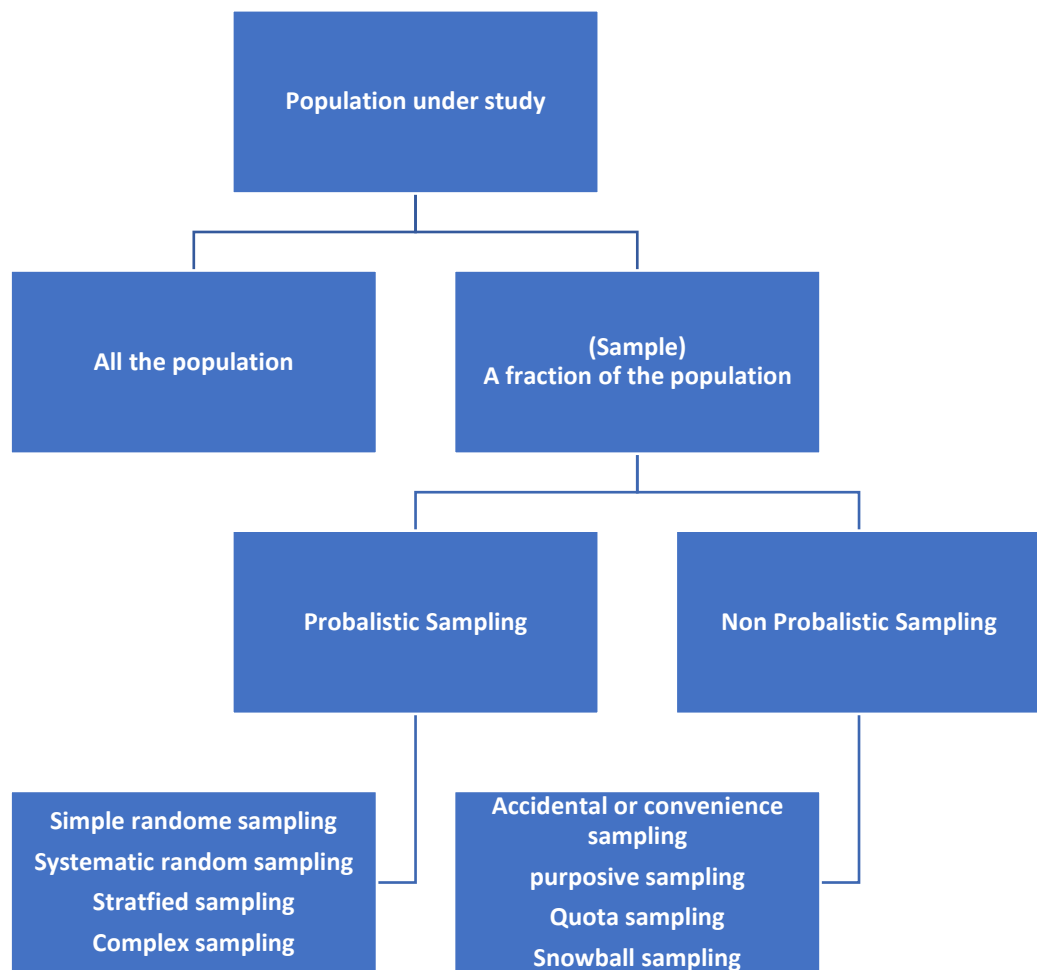 Population under study
All the population
(Sample)
A fraction of the population
Probalistic Sampling
Non Probalistic Sampling
Simple randome sampling
Systematic random sampling
Stratfied sampling
Complex sampling
Accidental or convenience
sampling
purposive sampling
Quota sampling
Snowball sampling